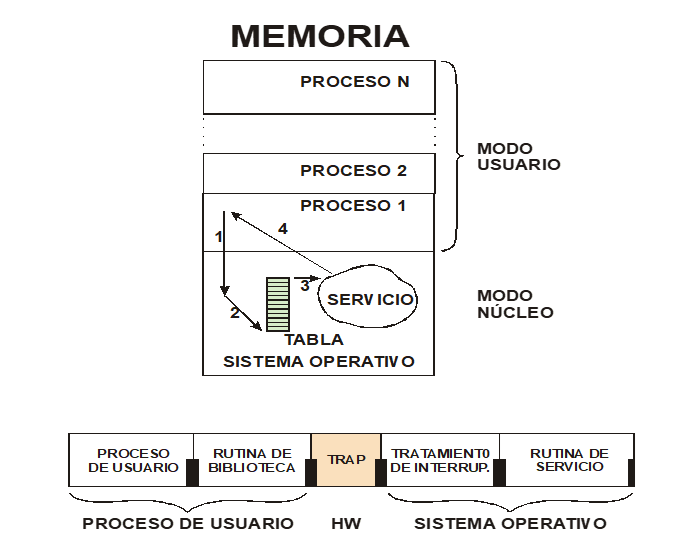 MEMORIA
PROCESO N
MODO
USUARIO
PROCESO 2
PROCESO 1
1
4
2
3
SERVICIO
TABLA
SISTEMA OPERATIVO
MODO
NÚCLEO
PROCESO
DE USUARIO
RUTINA DE
BIBLIOTECA
TRAP
TRATAMIENT0
DE INTERRUP.
RUTINA DE
SERVICIO
PROCESO DE USUARIO
HW
SISTEMA OPERATIVO